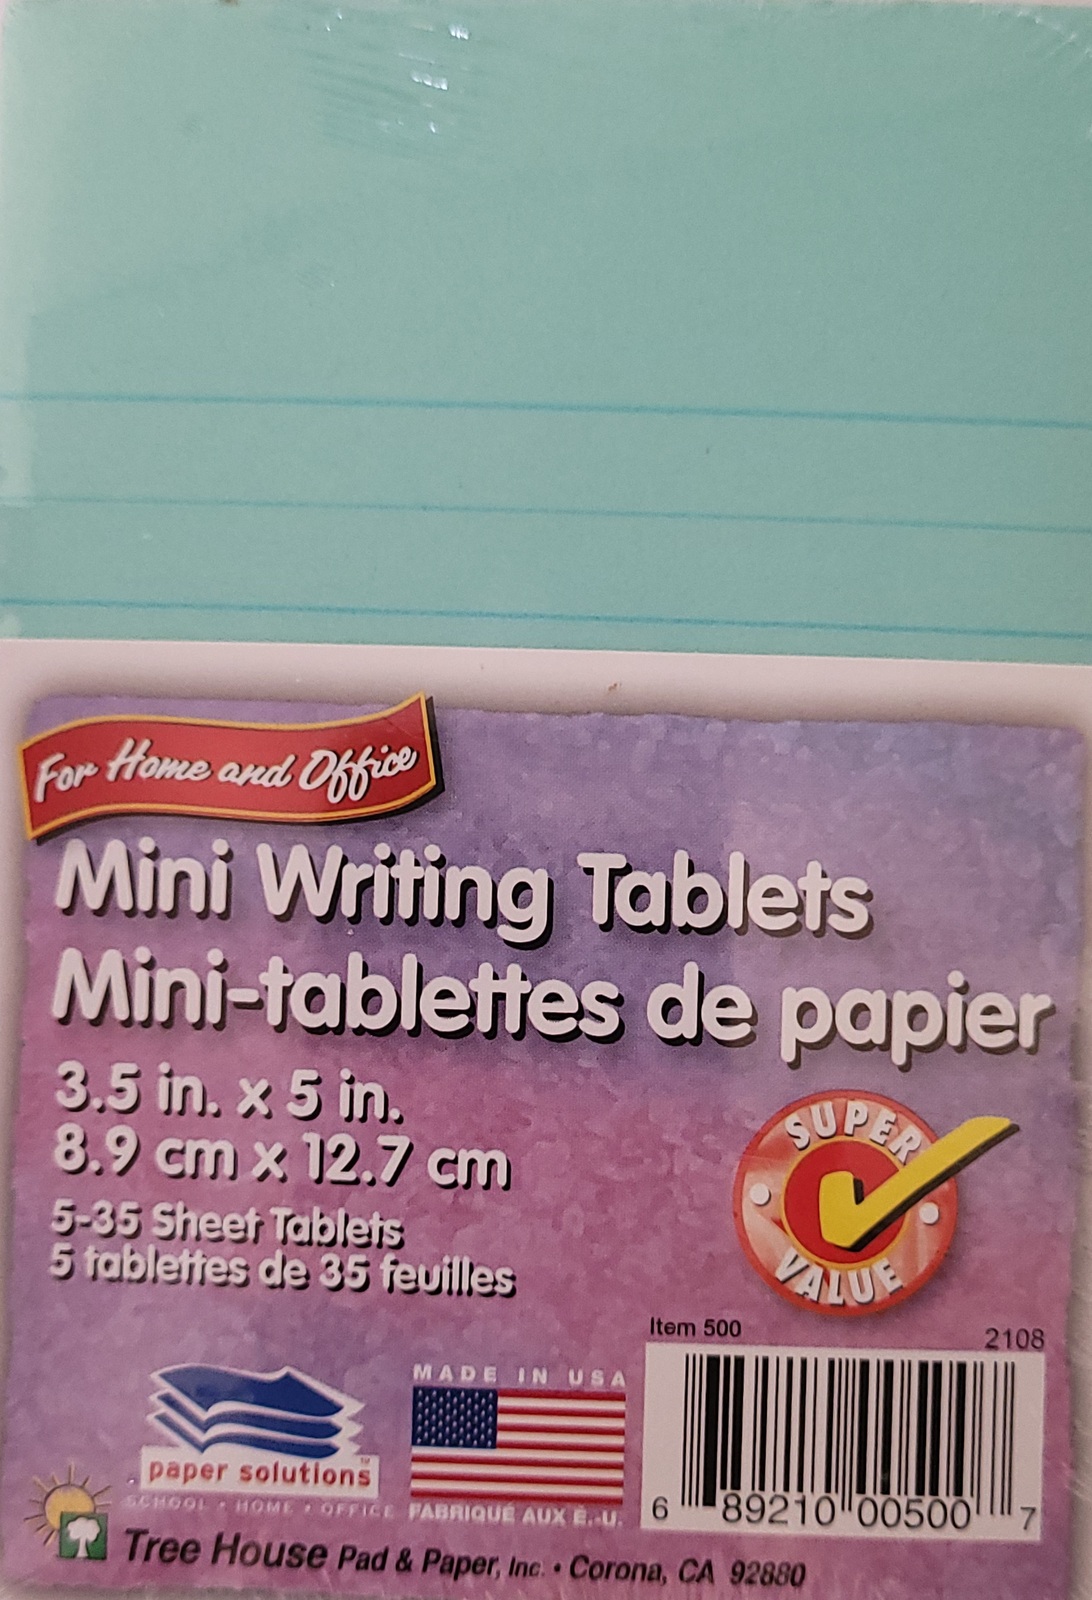 For Home and Office
Mini Writing Tablets
Mini-tablettes de papier
3.5 in. x 5 in.
8.9 cm x 12.7 cm
5-35 Sheet Tablets
5 tablettes de 35 feuilles
SUPER
VALUE
Item 500
2108
MADE IN USA
FABRIQUÉ AUX É.-U.
paper solutions™
SCHOOL • HOME • OFFICE
6 89210 00500 7
Tree House Pad & Paper, Inc. • Corona, CA 92880